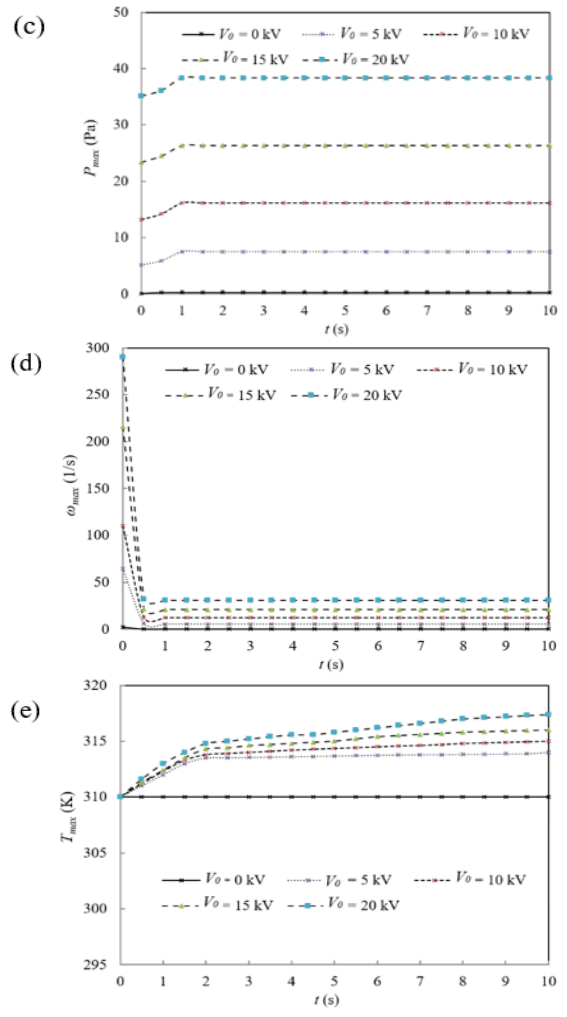 (c)
V₀ = 0 kV V₀ = 5 kV V₀ = 10 kV
V₀ = 15 kV V₀ = 20 kV
50
40
30
20
10
0
P_max (Pa)
0 1 2 3 4 5 6 7 8 9 10
t (s)
(d)
300
250
200
150
100
50
0
ω_max (1/s)
V₀ = 0 kV V₀ = 5 kV V₀ = 10 kV
V₀ = 15 kV V₀ = 20 kV
0 1 2 3 4 5 6 7 8 9 10
t (s)
(e)
320
315
310
305
300
295
T_max (K)
V₀ = 0 kV V₀ = 5 kV V₀ = 10 kV
V₀ = 15 kV V₀ = 20 kV
0 1 2 3 4 5 6 7 8 9 10
t (s)